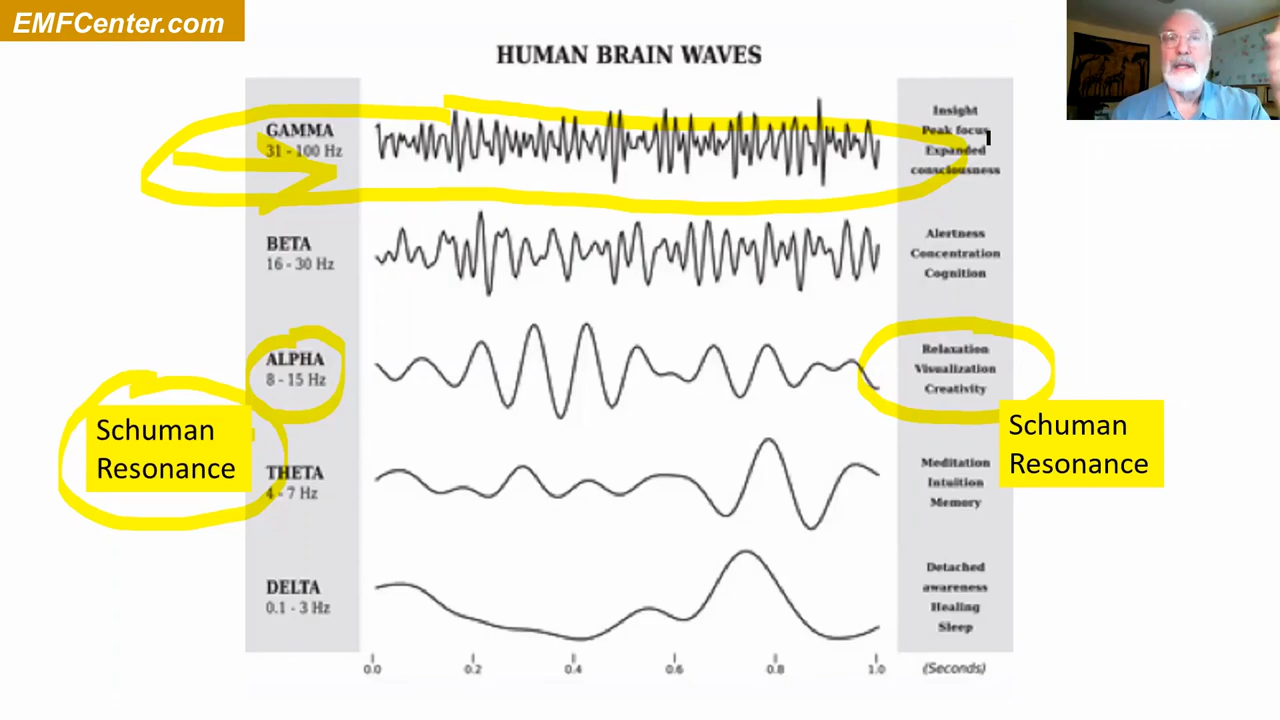 EMFCenter.com
HUMAN BRAIN WAVES
GAMMA
31 - 100 Hz
Insight
Peak focus
Expanded
consciousness
BETA
16 - 30 Hz
Alertness
Concentration
Cognition
ALPHA
8 - 15 Hz
Relaxation
Visualization
Creativity
Schuman
Resonance
Schuman
Resonance
THETA
4 - 7 Hz
Meditation
Intuition
Memory
DELTA
0.1 - 3 Hz
Detached
awareness
Healing
Sleep
0.0 0.2 0.4 0.6 0.8 1.0 (Seconds)